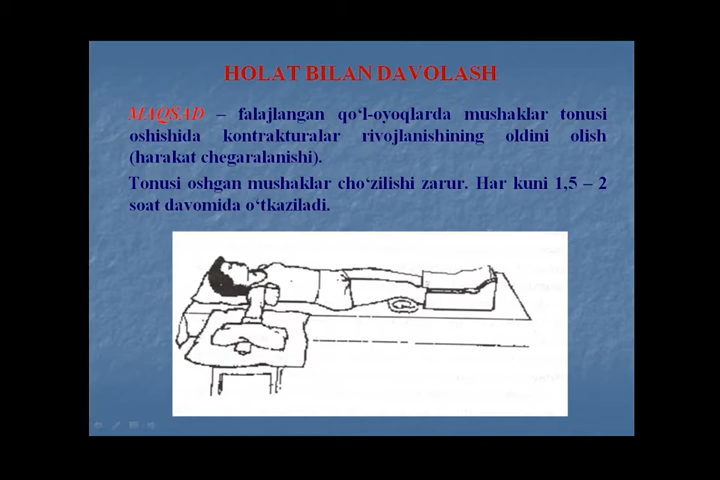 HOLAT BILAN DAVOLASH
MAQSAD – falajlangan qo‘l-oyoqlarda mushaklar tonusi
oshishida kontrakturalar rivojlanishining oldini olish
(harakat chegaralanishi).
Tonusi oshgan mushaklar cho‘zilishi zarur. Har kuni 1,5 – 2
soat davomida o‘tkaziladi.